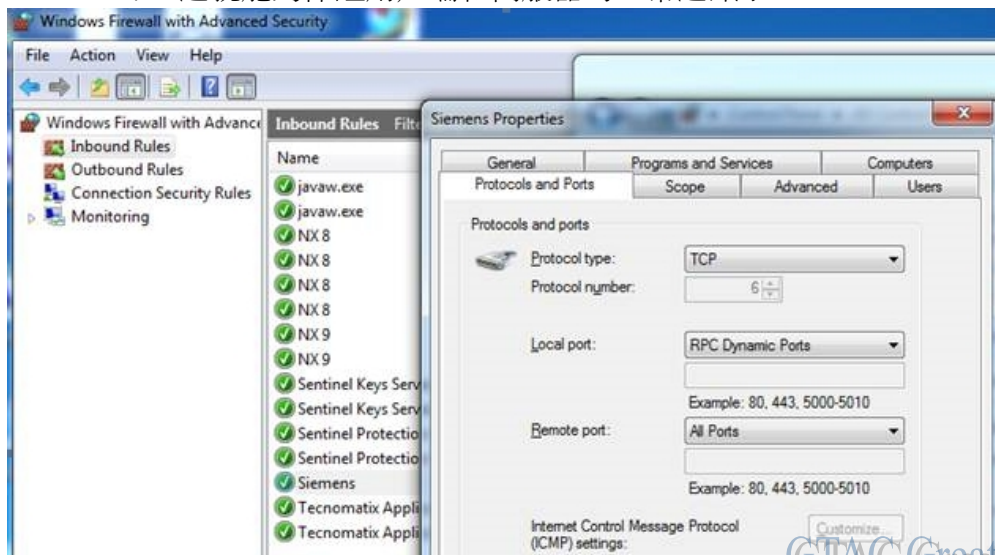 Windows Firewall with Advanced Security
File Action View Help
Windows Firewall with Advance
Inbound Rules
Outbound Rules
Connection Security Rules
Monitoring
Inbound Rules Filte
Name
javaw.exe
javaw.exe
NX 8
NX 8
NX 8
NX 8
NX 9
NX 9
Sentinel Keys Serv
Sentinel Keys Serv
Sentinel Protectio
Sentinel Protectio
Siemens
Tecnomatix Appli
Tecnomatix Appli
Siemens Properties
General Programs and Services Computers
Protocols and Ports Scope Advanced Users
Protocols and ports
Protocol type: TCP
Protocol number: 6
Local port: RPC Dynamic Ports
Example: 80, 443, 5000-5010
Remote port: All Ports
Example: 80, 443, 5000-5010
Internet Control Message Protocol
(ICMP) settings:
Customize...
GTAC